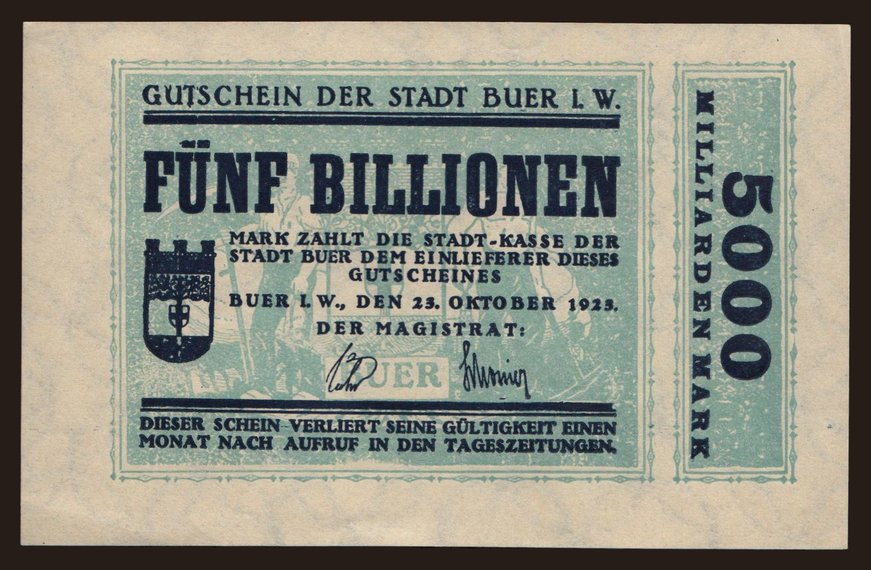 GUTSCHEIN DER STADT BUER I. W.
FÜNF BILLIONEN
MARK ZAHLT DIE STADT-KASSE DER
STADT BUER DEM EINLIEFERER DIESES
GUTSCHEINES
BUER I. W., DEN 23. OKTOBER 1923.
DER MAGISTRAT:
BUER
DIESER SCHEIN VERLIERT SEINE GÜLTIGKEIT EINEN
MONAT NACH AUFRUF IN DEN TAGESZEITUNGEN.
5000
MILLIARDEN MARK